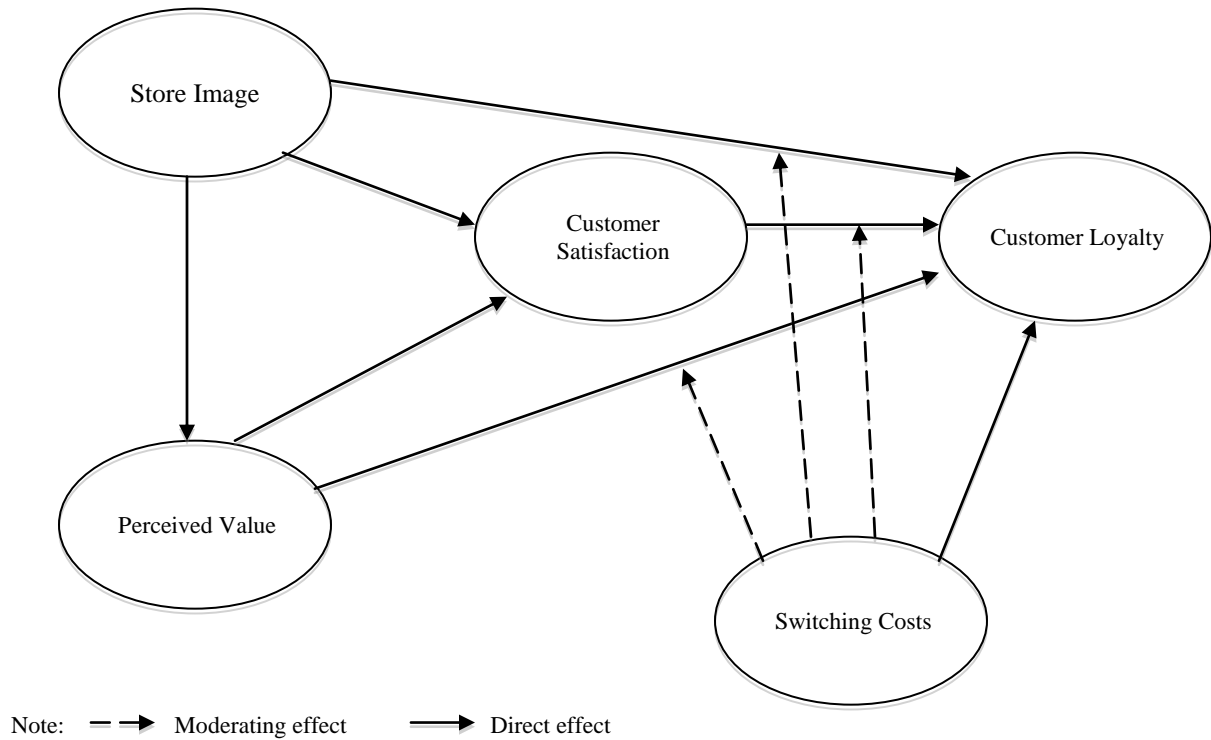 Store Image
Customer
Satisfaction
Customer Loyalty
Perceived Value
Switching Costs
Note: Moderating effect Direct effect